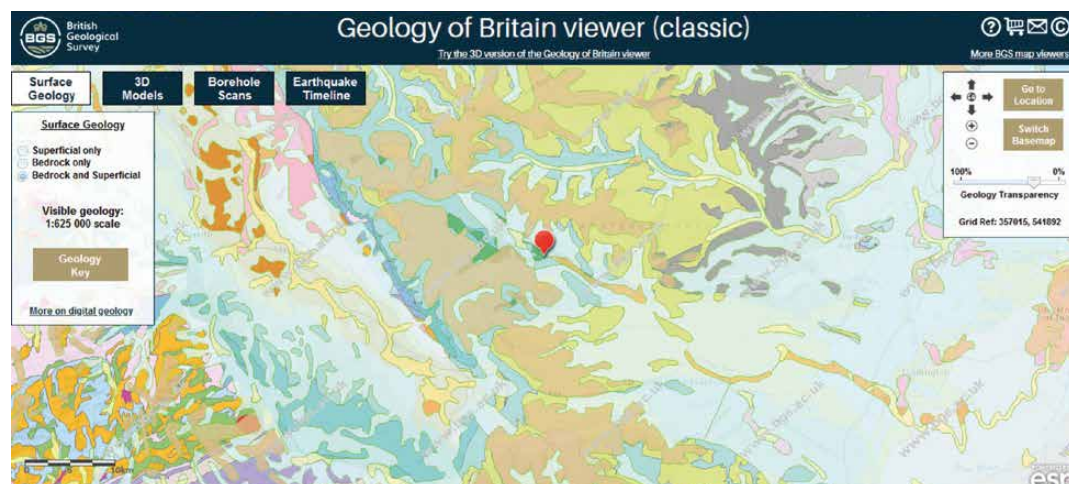 BGS
British
Geological
Survey
Geology of Britain viewer (classic)
Try the 3D version of the Geology of Britain viewer
More BGS map viewers
Surface
Geology
3D
Models
Borehole
Scans
Earthquake
Timeline
Surface Geology
Superficial only
Bedrock only
Bedrock and Superficial
Visible geology:
1:625 000 scale
Geology
Key
More on digital geology
Go to
Location
Switch
Basemap
100% 0%
Geology Transparency
Grid Ref: 357015, 541892
esri